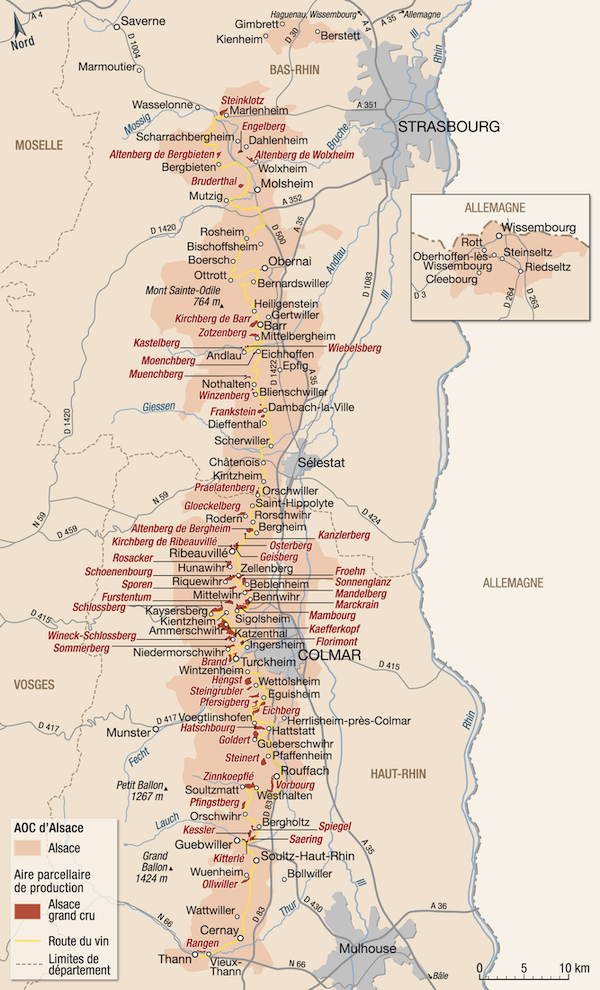 Haguenau, Wissembourg
Allemagne
Saverne
Gimbrett
A 4
A 4
A 35
Nord
Kienheim
D 30
Berstett
Ill
Rhin
D 1004
Marmoutier
BAS-RHIN
Wasselonne
Steinklotz
Marlenheim
A 351
Mossig
Engelberg
STRASBOURG
Scharrachbergheim
Dahlenheim
Bruche
MOSELLE
Altenberg de Bergbieten
Altenberg de Wolxheim
Bergbieten
Wolxheim
Bruderthal
Molsheim
Mutzig
A 352
ALLEMAGNE
Wissembourg
Rott
Oberhoffen-lès-
Wissembourg
Steinseltz
Riedseltz
Cleebourg
D 3
D 264
D 263
D 1420
Rosheim
D 500
A 35
Bischoffsheim
Boersch
Obernai
Andlau
D 1083
Ill
Ottrott
Bernardswiller
Mont Sainte-Odile
764 m
Heiligenstein
Gertwiller
Kirchberg de Barr
Barr
Zotzenberg
Mittelbergheim
Kastelberg
Wiebelsberg
Andlau
Eichhoffen
Moenchberg
Epfig
Muenchberg
D 1422
A 35
Nothalten
Blienschwiller
Winzenberg
Giessen
Frankstein
Dambach-la-Ville
D 1420
Dieffenthal
Scherwiller
Châtenois
Sélestat
Kintzheim
Praelatenberg
Orschwiller
N 59
Gloeckelberg
Saint-Hippolyte
N 59
D 459
Rodern
Rorschwihr
D 424
Altenberg de Bergheim
Bergheim
Kanzlerberg
Kirchberg de Ribeauvillé
Osterberg
Ribeauvillé
Geisberg
Rosacker
Hunawihr
ALLEMAGNE
Schoenenbourg
Zellenberg
Froehn
Riquewihr
Beblenheim
Sonnenglanz
Sporen
Mittelwihr
Mandelberg
Furstentum
Bennwihr
Marckrain
Schlossberg
Kaysersberg
Sigolsheim
Mambourg
D 415
Kientzheim
Kaefferkopf
Ammerschwihr
Katzenthal
Florimont
Wineck-Schlossberg
Ingersheim
Sommerberg
COLMAR
Niedermorschwihr
Brand
Turckheim
D 415
Wintzenheim
VOSGES
Hengst
Wettolsheim
Steingrubler
Eguisheim
Pfersigberg
Eichberg
Rhin
D 417
D 417
Voegtlinshofen
Herrlisheim-près-Colmar
Munster
Hatschbourg
Hattstatt
Fecht
Goldert
Gueberschwihr
Steinert
Pfaffenheim
Rouffach
HAUT-RHIN
Zinnkoepflé
Vorbourg
Petit Ballon
1267 m
Soultzmatt
Westhalten
Pfingstberg
Orschwihr
D 83
Lauch
Bergholtz
Kessler
Spiegel
Guebwiller
Saering
A 35
AOC d'Alsace
Alsace
Grand
Ballon
1424 m
Kitterlé
Soultz-Haut-Rhin
Aire parcellaire
de production
Wuenheim
Bollwiller
Ollwiller
Ill
Alsace
grand cru
Wattwiller
Thur
D 430
A 36
N 66
D 83
Route du vin
Cernay
Limites de
département
Rangen
Mulhouse
Thann
Vieux-
Thann
N 66
Bâle
0 5 10 km